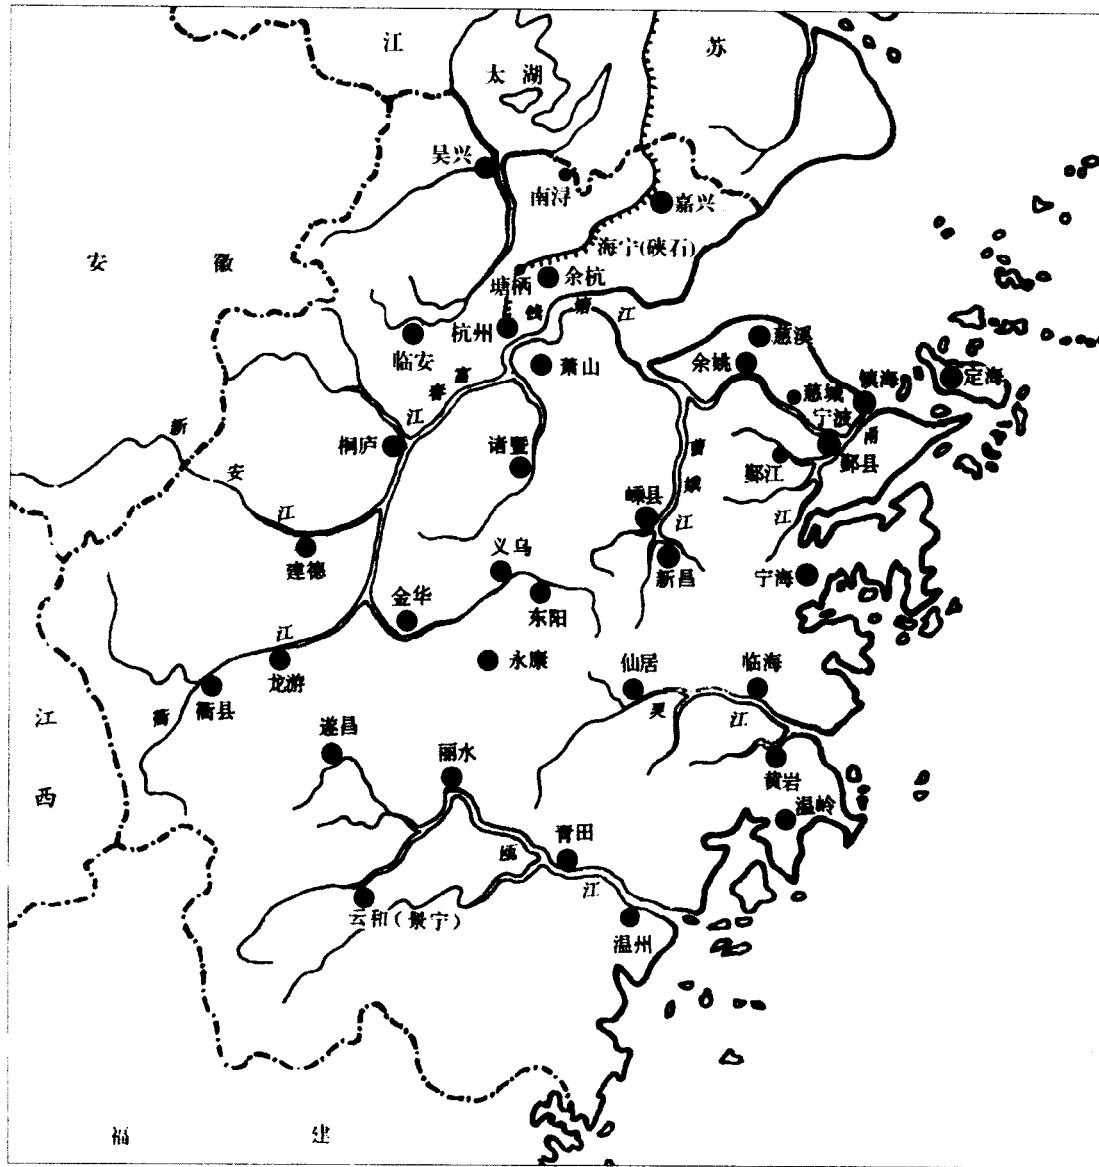 江 苏
太湖
吴兴
南浔
嘉兴
海宁(硖石)
安徽
塘栖
余杭
钱塘江
杭州
临安
萧山
慈溪
余姚
慈城
镇海
定海
宁波
鄞县
甬江
鄞江
富春江
桐庐
诸暨
新安江
曹娥江
嵊县
新昌
宁海
建德
义乌
东阳
金华
永康
衢江
龙游
衢县
仙居
临海
灵江
黄岩
温岭
江西
遂昌
丽水
青田
瓯江
云和(景宁)
温州
福建